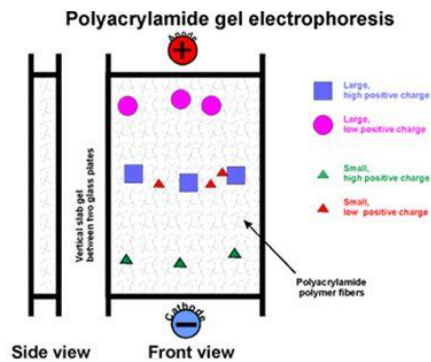 Polyacrylamide gel electrophoresis
Anode
+
Large,
high positive charge
Large,
low positive charge
Small,
high positive charge
Small,
low positive charge
Vertical slab gel
between two glass plates
Polyacrylamide
polymer fibers
Cathode
−
Side view
Front view